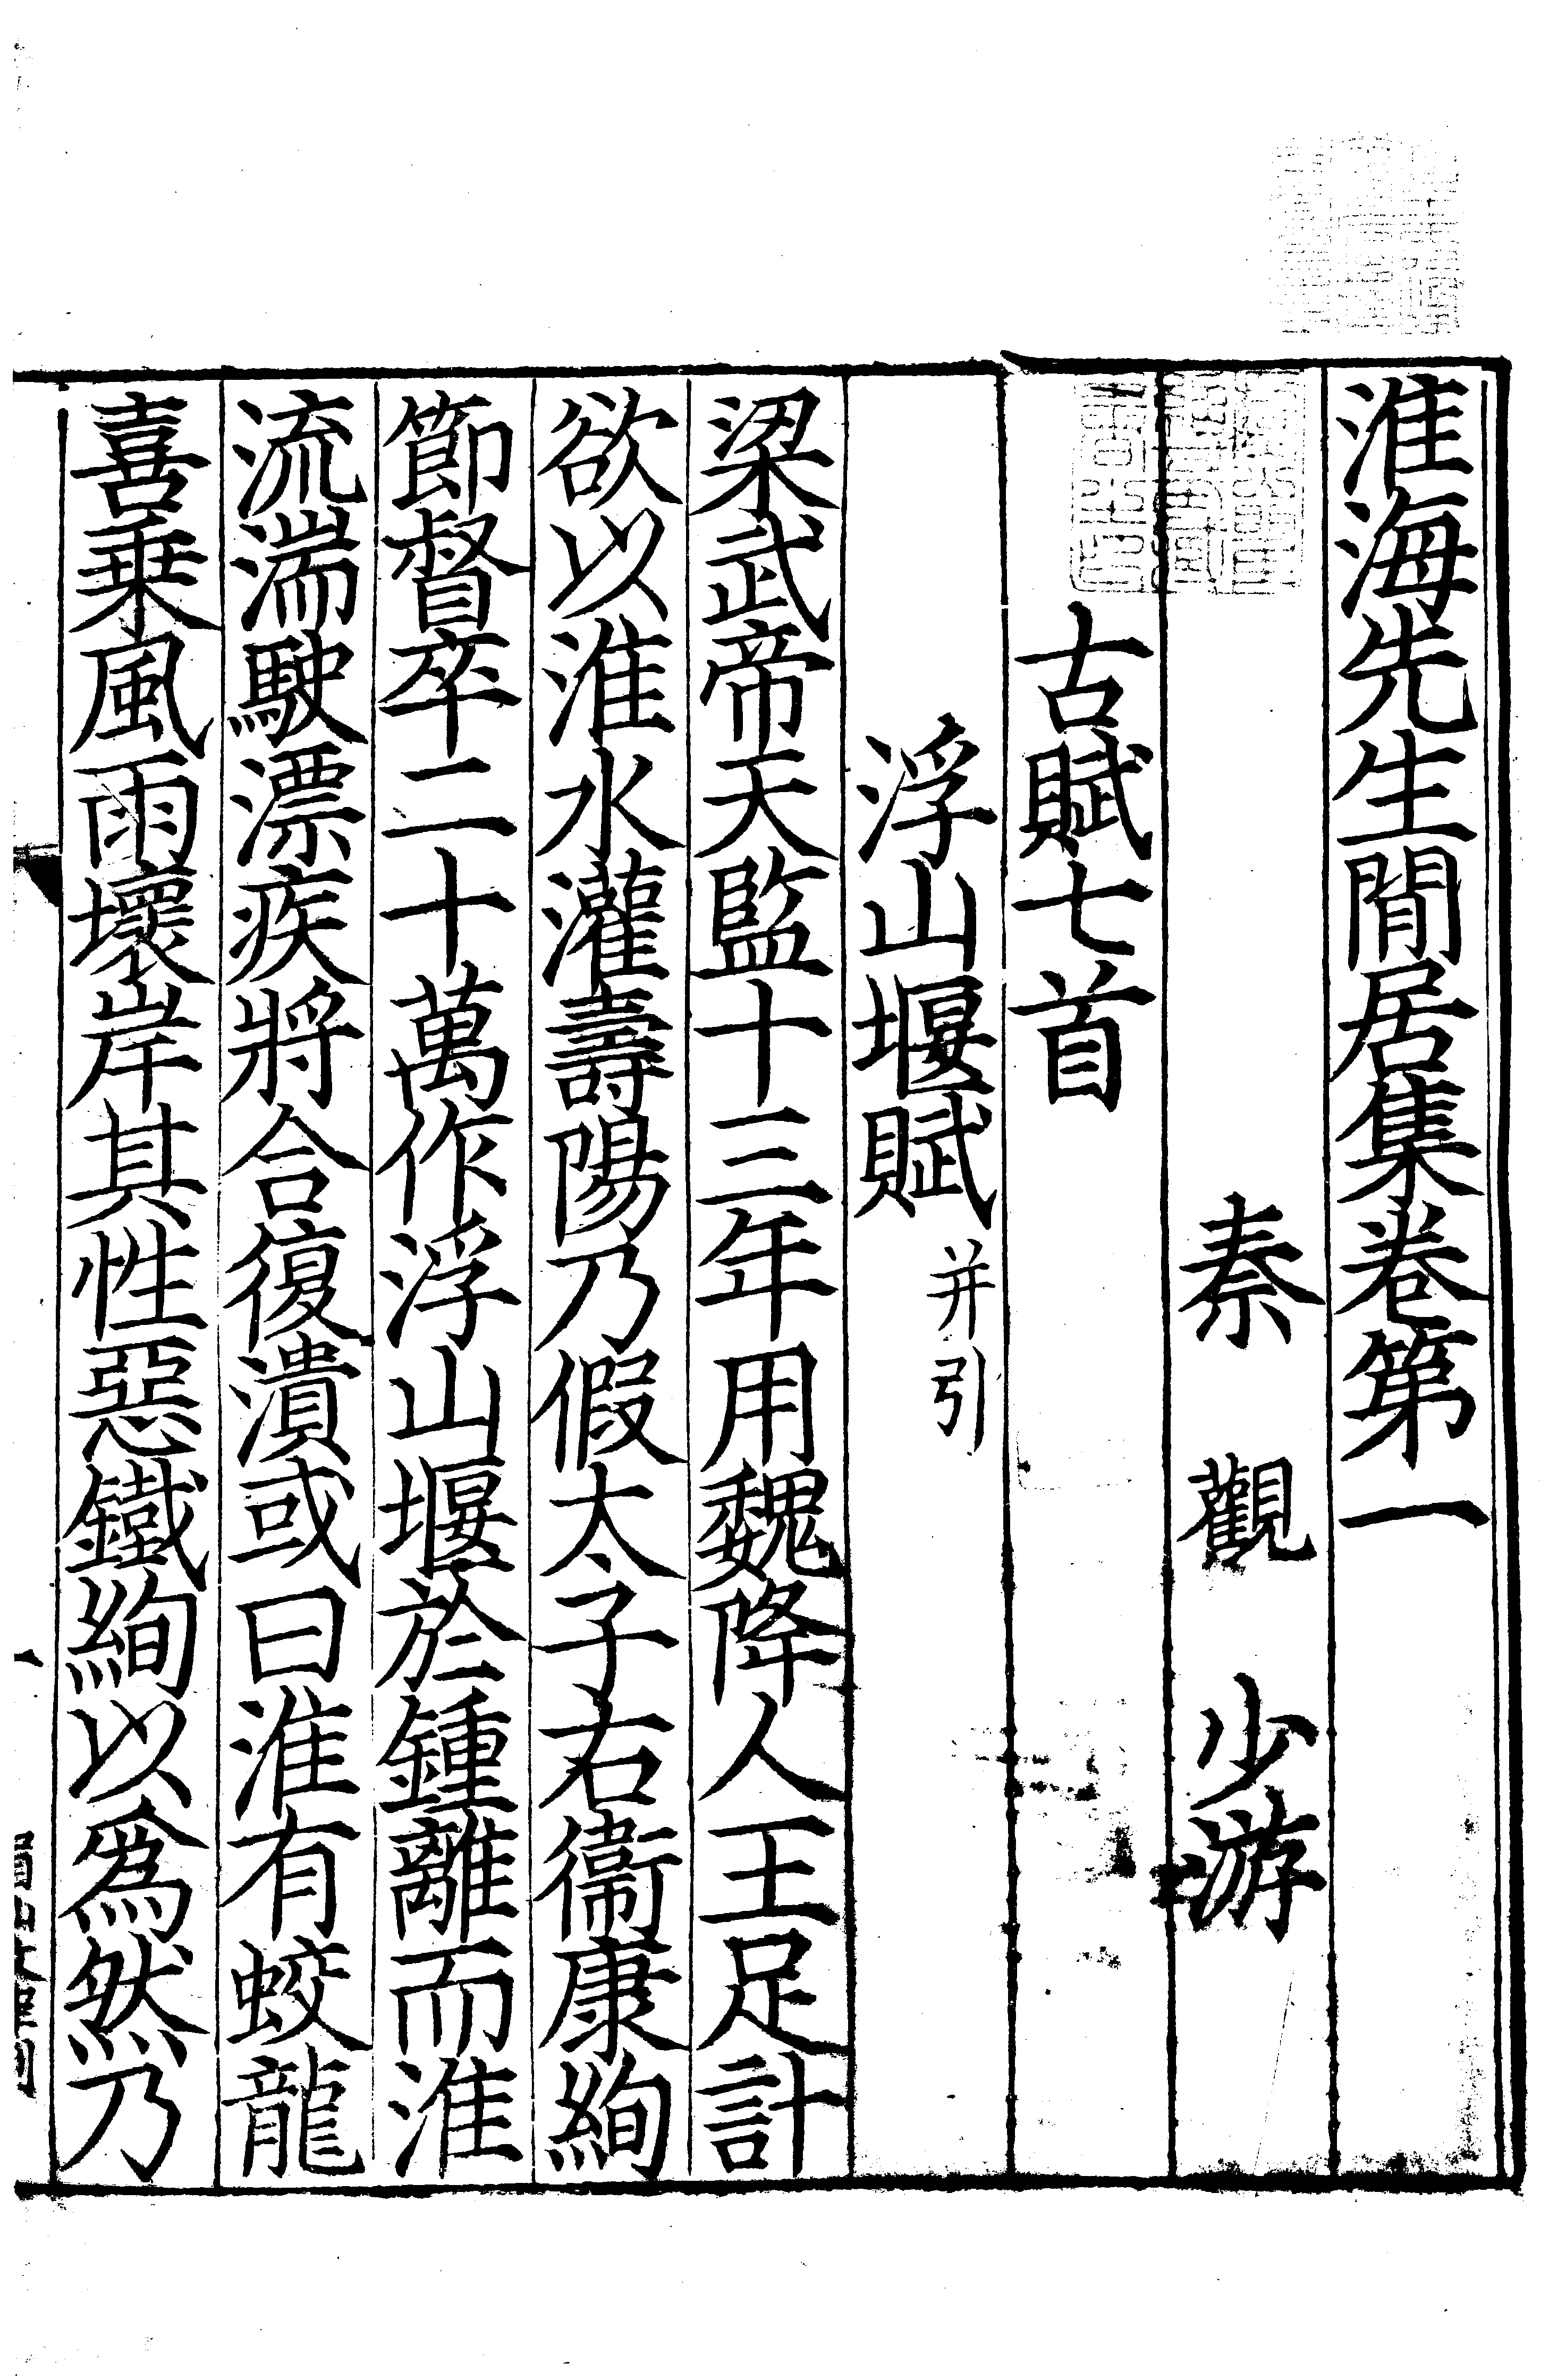 淮海先生閒居集卷第一
秦觀少游
古賦七首
浮山堰賦并引
梁武帝天監十三年用魏降人王足計
欲以淮水灌壽陽乃假太子右衞康絢
節督卒二十萬作浮山堰於鍾離而淮
流湍駛漂疾將合復潰或曰淮有蛟龍
喜乗風雨壞岸其性惡鐵絢以爲然乃